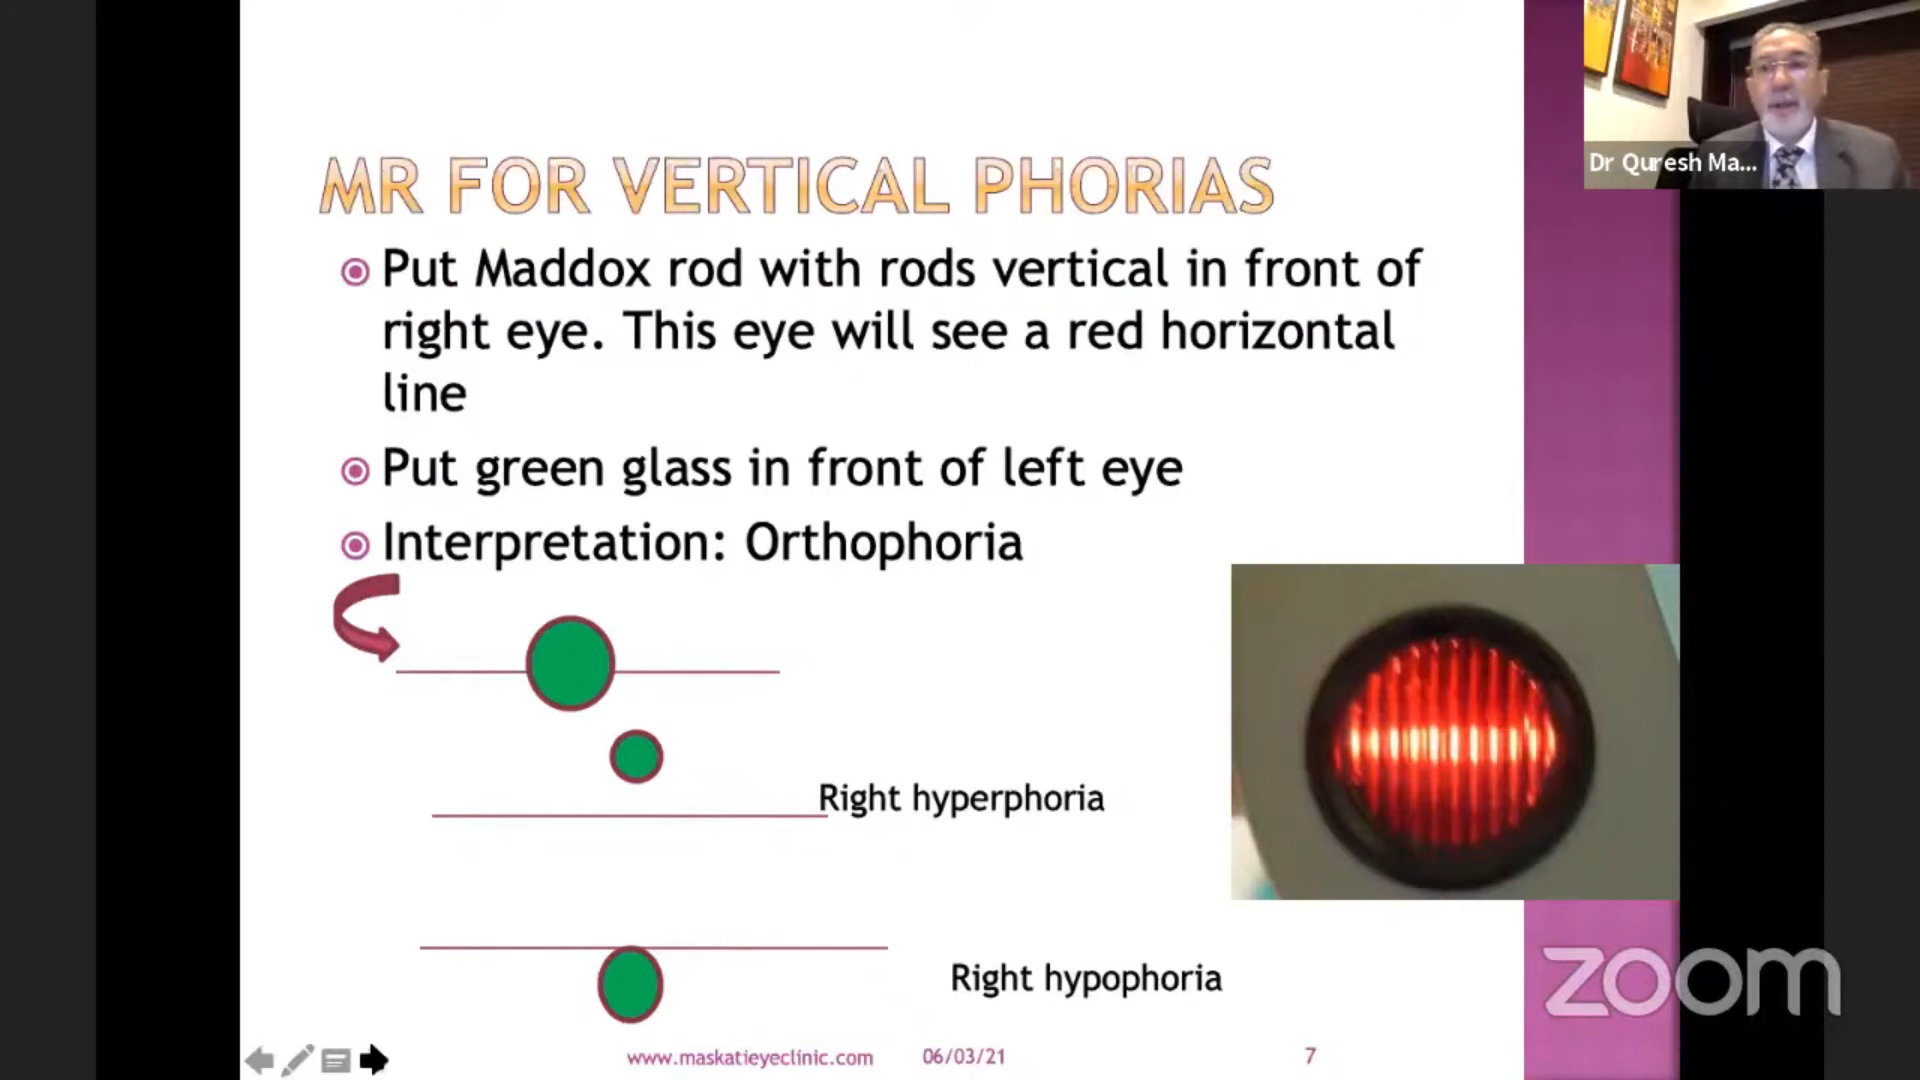 Dr Quresh Ma...
MR FOR VERTICAL PHORIAS
Put Maddox rod with rods vertical in front of
right eye. This eye will see a red horizontal
line
Put green glass in front of left eye
Interpretation: Orthophoria
Right hyperphoria
Right hypophoria
zoom
www.maskatieyeclinic.com 06/03/21 7